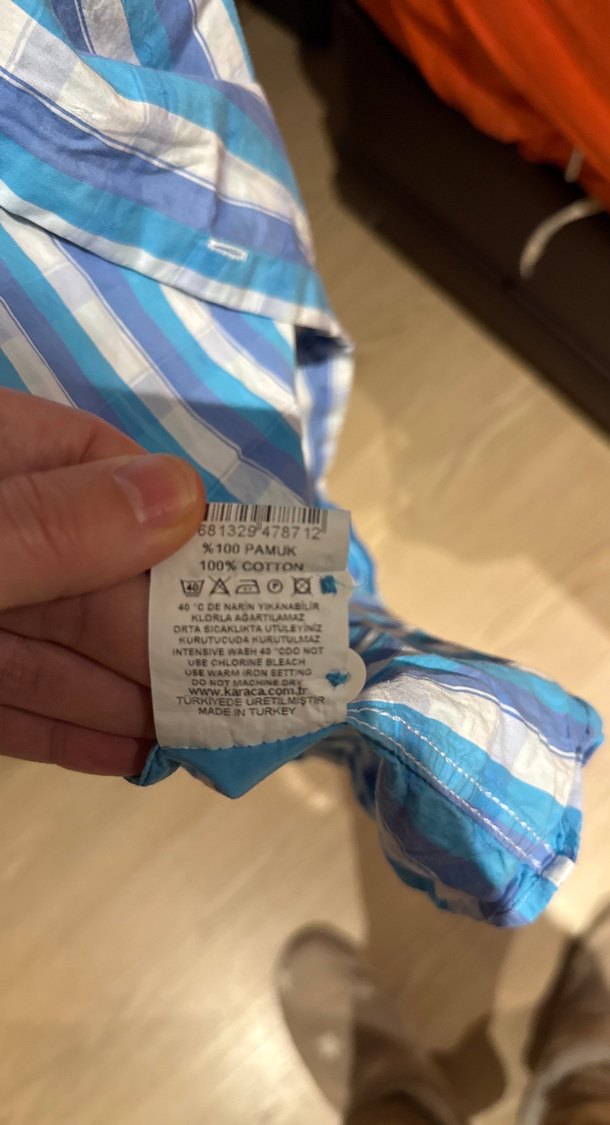 681329 478712
%100 PAMUK
100% COTTON
40 P
40 °C DE NARİN YIKANABİLİR
KLORLA AĞARTILAMAZ
ORTA SICAKLIKTA ÜTÜLEYİNİZ
KURUTUCUDA KURUTULMAZ
INTENSIVE WASH 40 °CDO NOT
USE CHLORINE BLEACH
USE WARM IRON SETTING
DO NOT MACHINE DRY
www.karaca.com.tr
TÜRKİYEDE ÜRETİLMİŞTİR
MADE IN TURKEY